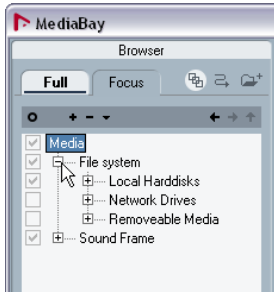 MediaBay
Browser
Full Focus
Media
File system
Local Harddisks
Network Drives
Removeable Media
Sound Frame